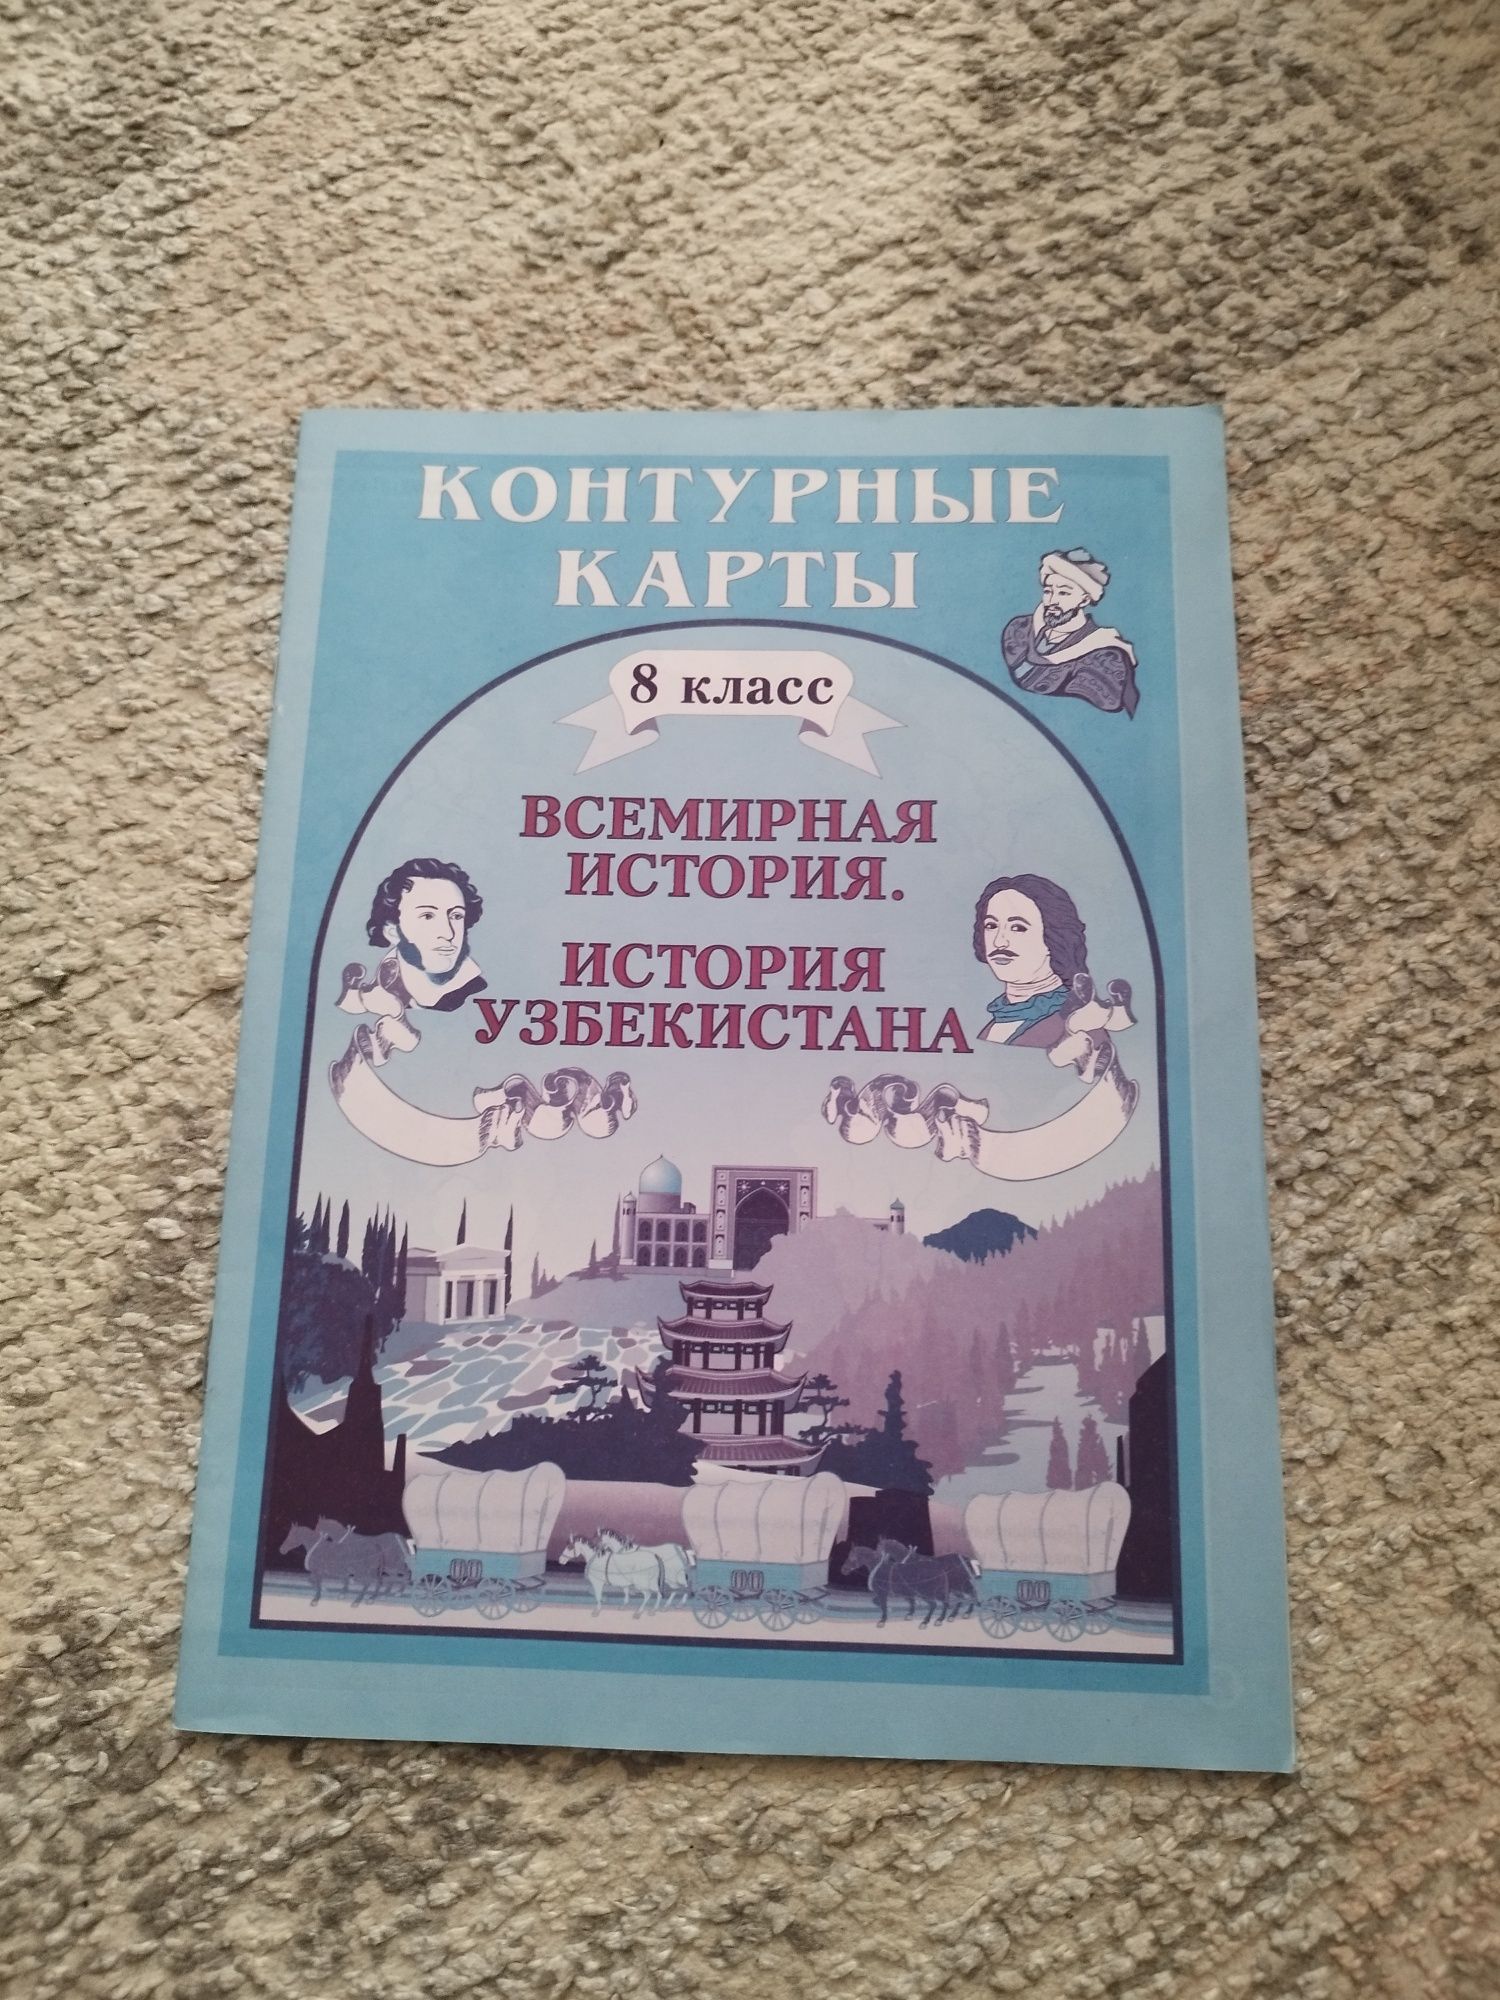 КОНТУРНЫЕ
КАРТЫ
8 класс
ВСЕМИРНАЯ
ИСТОРИЯ.
ИСТОРИЯ
УЗБЕКИСТАНА